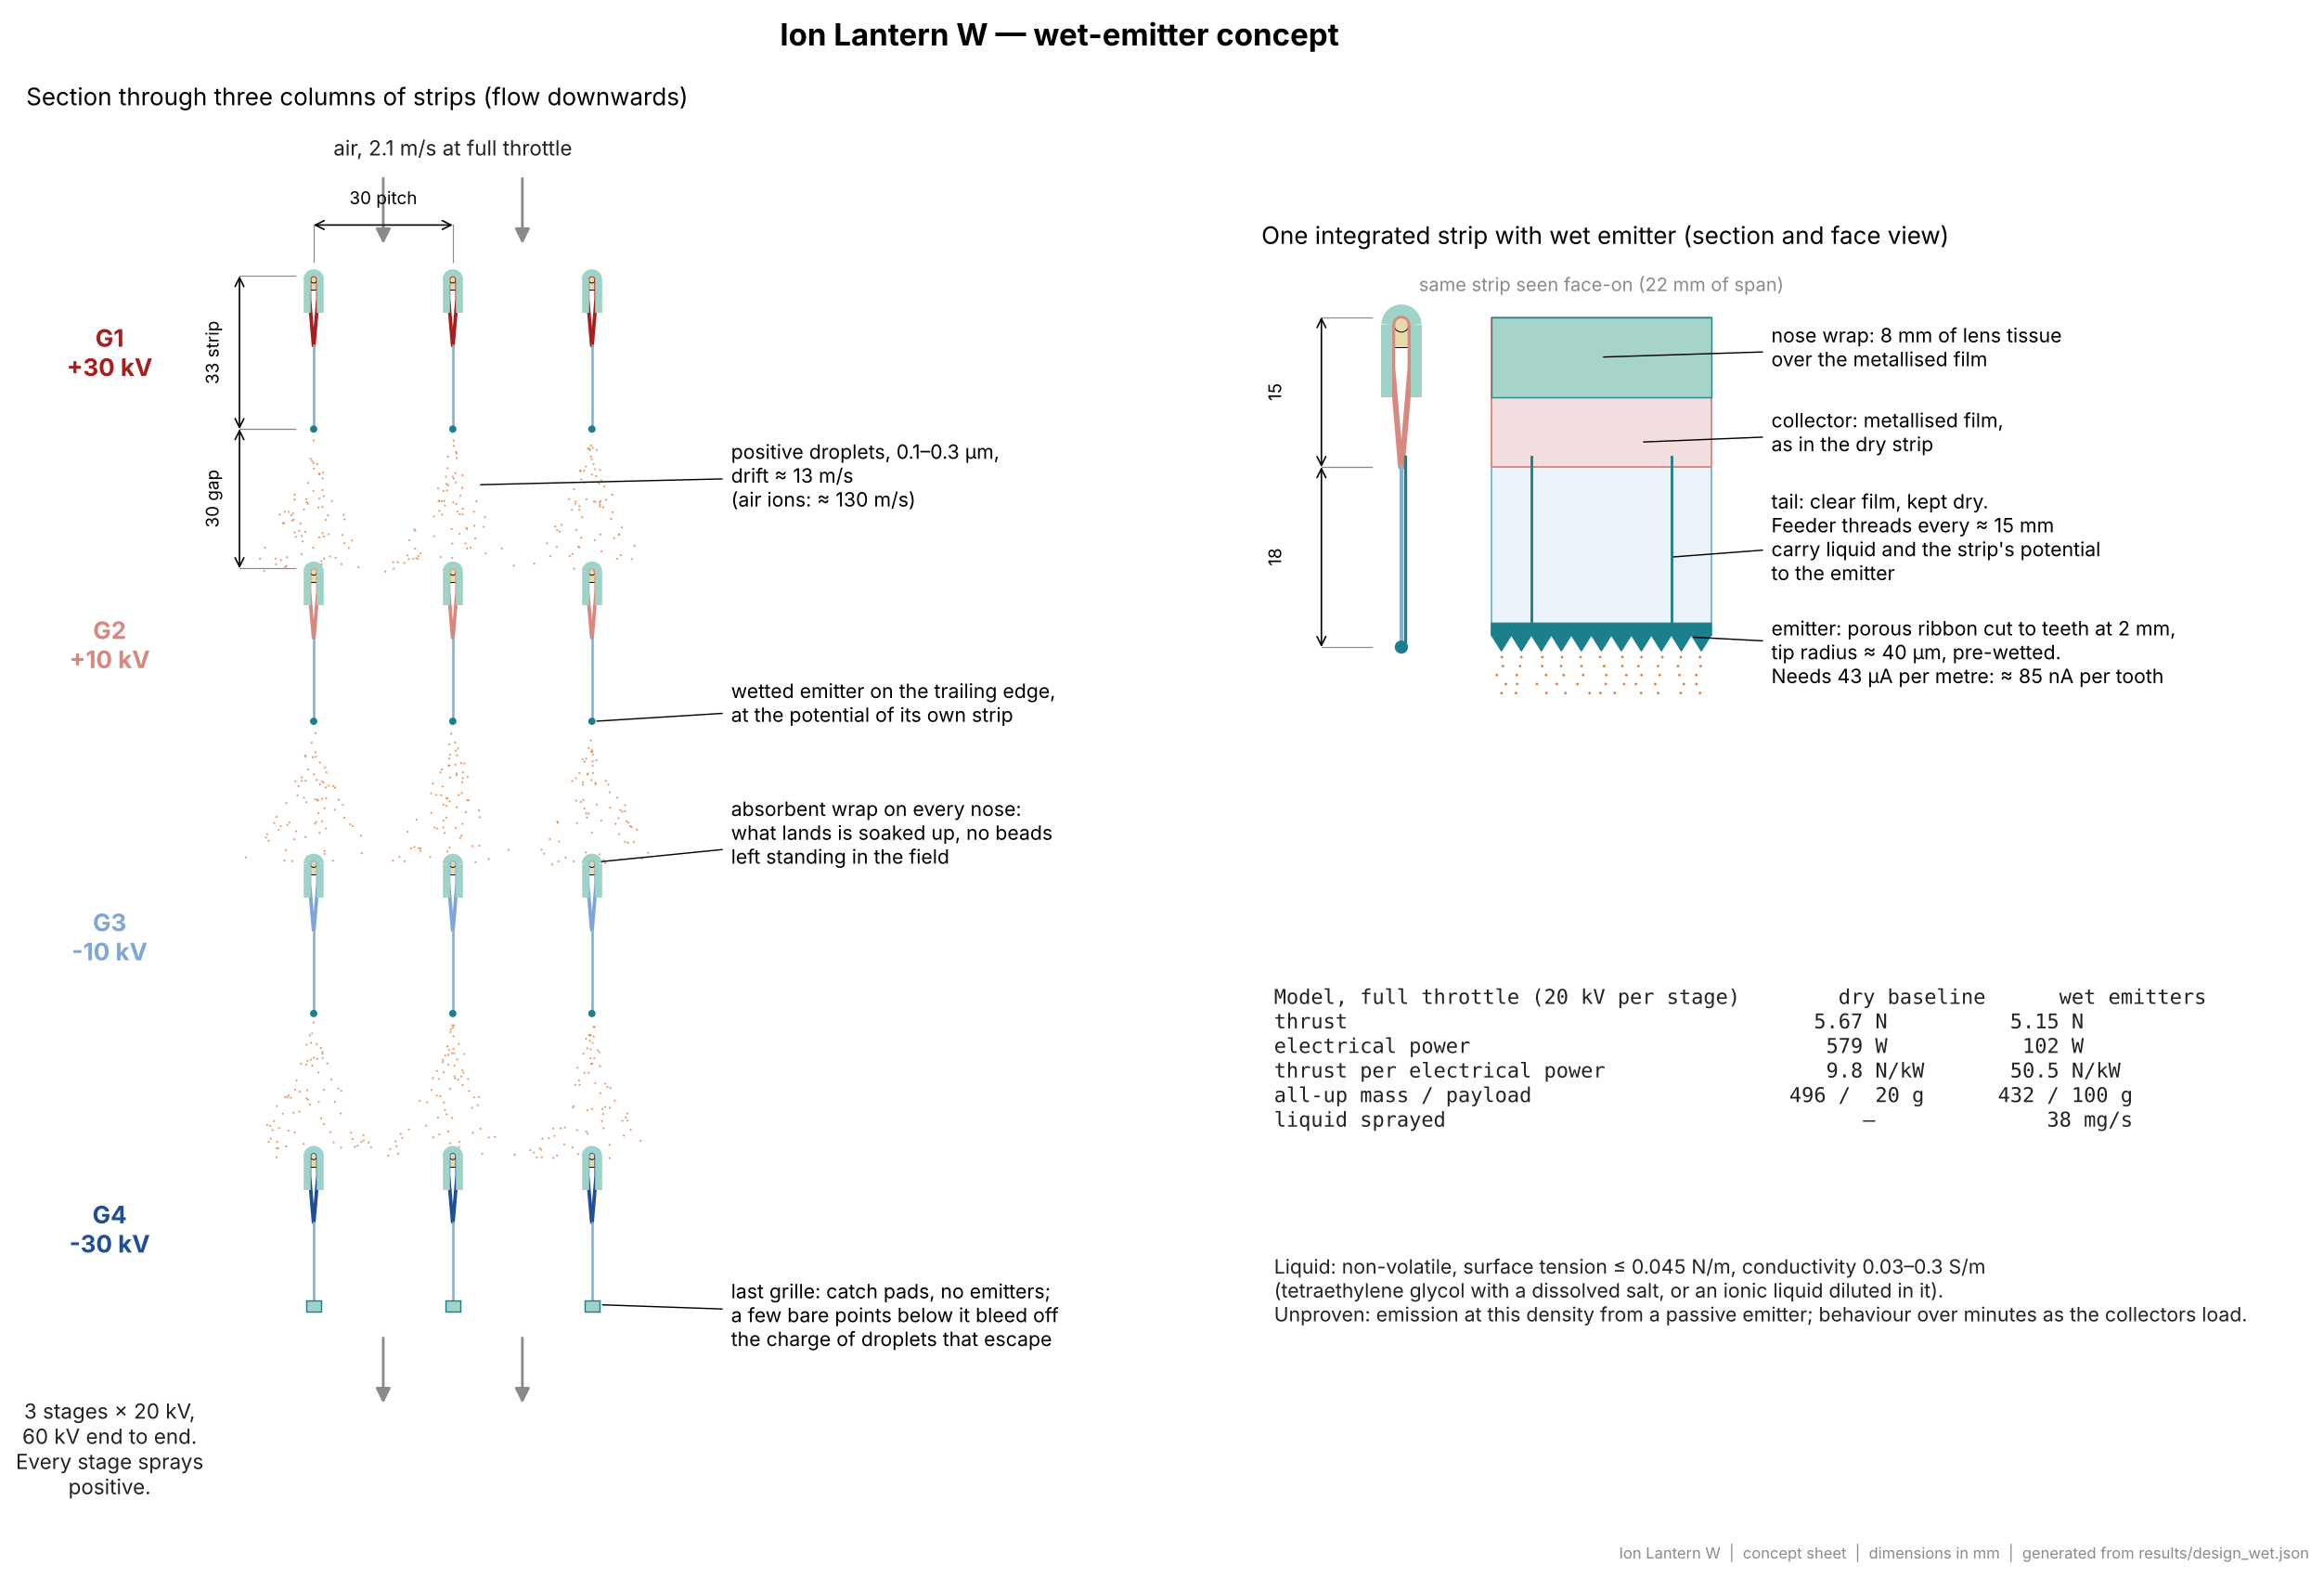 Ion Lantern W — wet-emitter concept
Section through three columns of strips (flow downwards)
air, 2.1 m/s at full throttle
30 pitch
G1
+30 kV
33 strip
30 gap
positive droplets, 0.1–0.3 µm,
drift ≈ 13 m/s
(air ions: ≈ 130 m/s)
G2
+10 kV
wetted emitter on the trailing edge,
at the potential of its own strip
absorbent wrap on every nose:
what lands is soaked up, no beads
left standing in the field
G3
-10 kV
G4
-30 kV
last grille: catch pads, no emitters;
a few bare points below it bleed off
the charge of droplets that escape
3 stages × 20 kV,
60 kV end to end.
Every stage sprays
positive.
One integrated strip with wet emitter (section and face view)
same strip seen face-on (22 mm of span)
15
18
nose wrap: 8 mm of lens tissue
over the metallised film
collector: metallised film,
as in the dry strip
tail: clear film, kept dry.
Feeder threads every ≈ 15 mm
carry liquid and the strip's potential
to the emitter
emitter: porous ribbon cut to teeth at 2 mm,
tip radius ≈ 40 µm, pre-wetted.
Needs 43 µA per metre: ≈ 85 nA per tooth
Model, full throttle (20 kV per stage) dry baseline wet emitters
thrust 5.67 N 5.15 N
electrical power 579 W 102 W
thrust per electrical power 9.8 N/kW 50.5 N/kW
all-up mass / payload 496 / 20 g 432 / 100 g
liquid sprayed — 38 mg/s
Liquid: non-volatile, surface tension ≤ 0.045 N/m, conductivity 0.03–0.3 S/m
(tetraethylene glycol with a dissolved salt, or an ionic liquid diluted in it).
Unproven: emission at this density from a passive emitter; behaviour over minutes as the collectors load.
Ion Lantern W | concept sheet | dimensions in mm | generated from results/design_wet.json